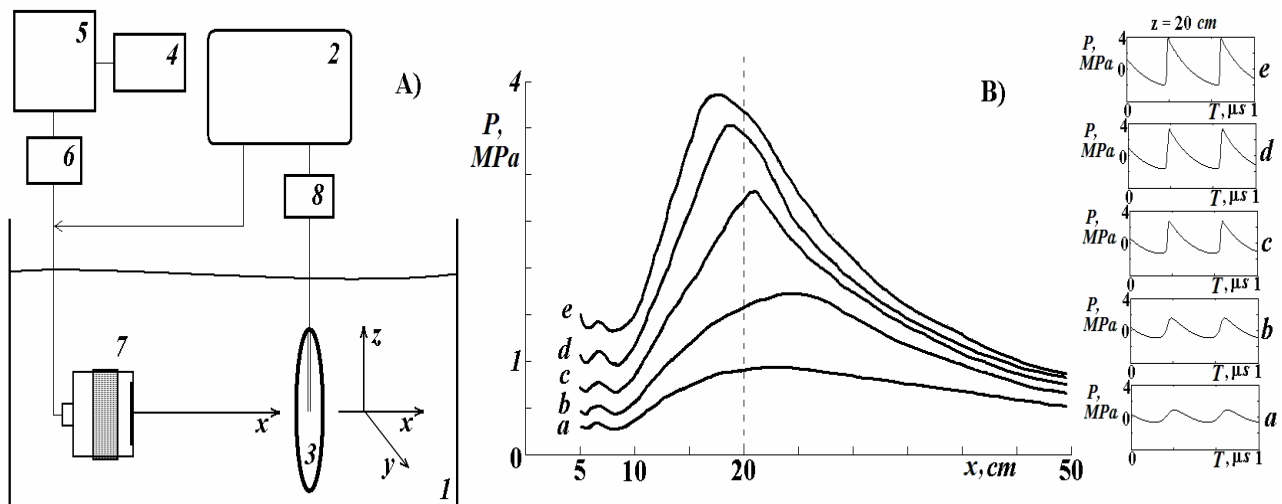 A)
5
4
2
6
8
7
x
3
z
x
y
1
B)
4
P,
MPa
1
0
e
d
c
b
a
5
10
20
x, cm
50
z = 20 cm
P,
MPa
4
0
e
0
T, μs 1
P,
MPa
4
0
d
0
T, μs 1
P,
MPa
4
0
c
0
T, μs 1
P,
MPa
4
0
b
0
T, μs 1
P,
MPa
4
0
a
0
T, μs 1